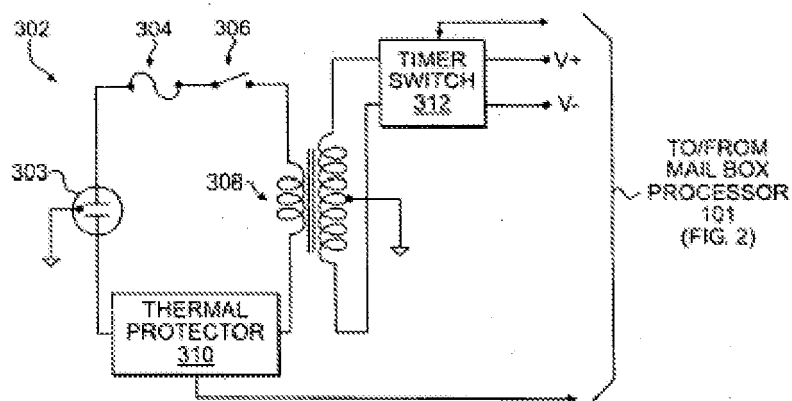 302
304
306
TIMER
SWITCH
312
V+
V-
303
308
TO/FROM
MAIL BOX
PROCESSOR
101
(FIG. 2)
THERMAL
PROTECTOR
310